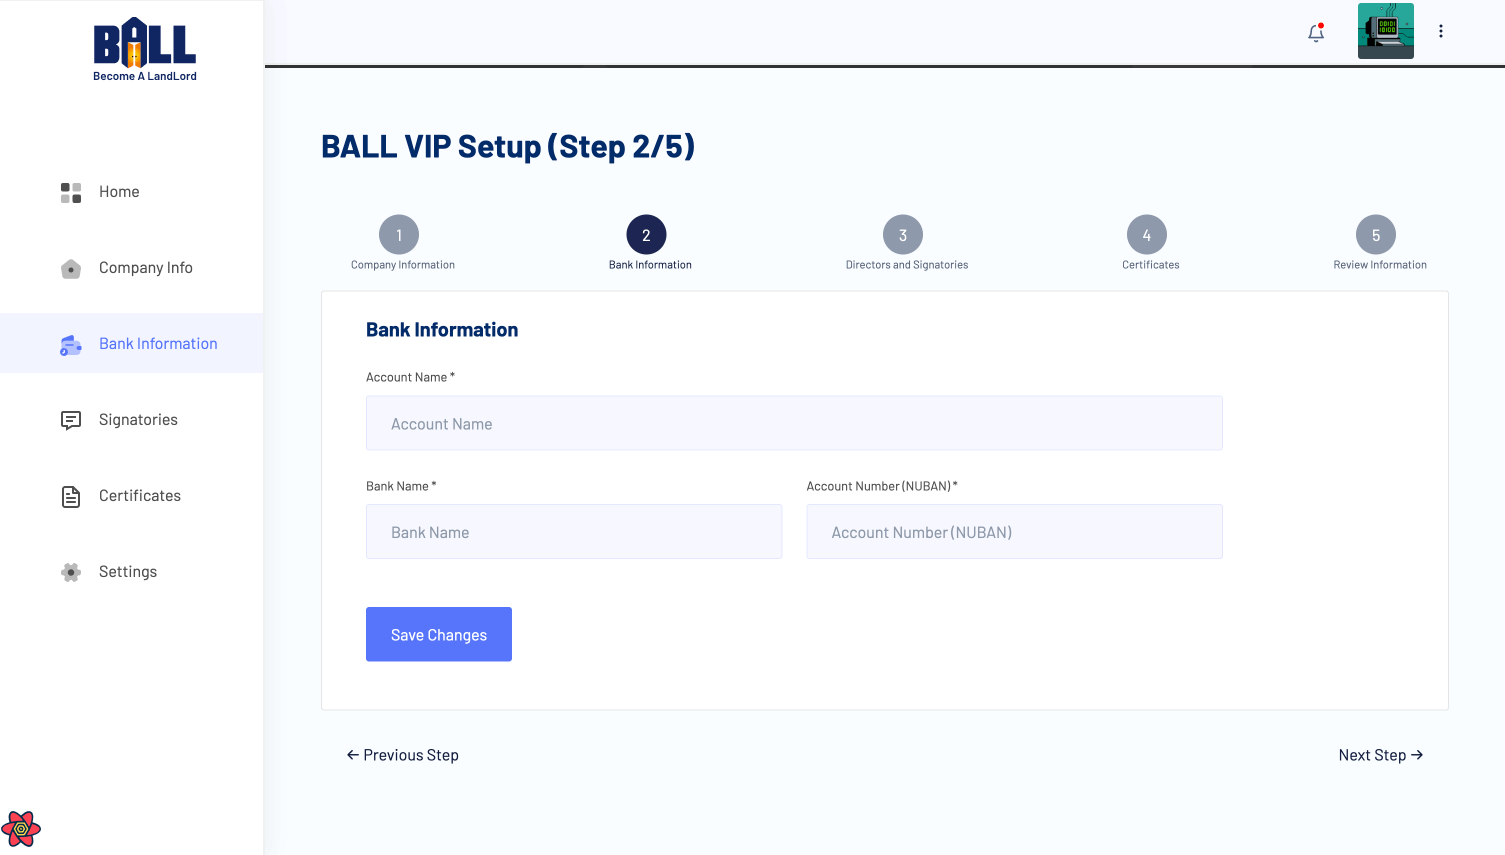 BALL
Become A LandLord
Home
Company Info
Bank Information
Signatories
Certificates
Settings
BALL VIP Setup (Step 2/5)
1
Company Information
2
Bank Information
3
Directors and Signatories
4
Certificates
5
Review Information
Bank Information
Account Name *
Account Name
Bank Name *
Bank Name
Account Number (NUBAN) *
Account Number (NUBAN)
Save Changes
← Previous Step
Next Step →